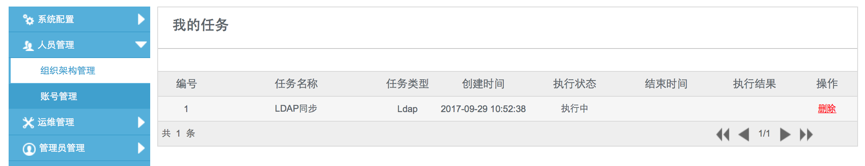 系统配置
人员管理
组织架构管理
账号管理
运维管理
管理员管理
我的任务
编号 任务名称 任务类型 创建时间 执行状态 结束时间 执行结果 操作
1 LDAP同步 Ldap 2017-09-29 10:52:38 执行中 删除
共 1 条 1/1